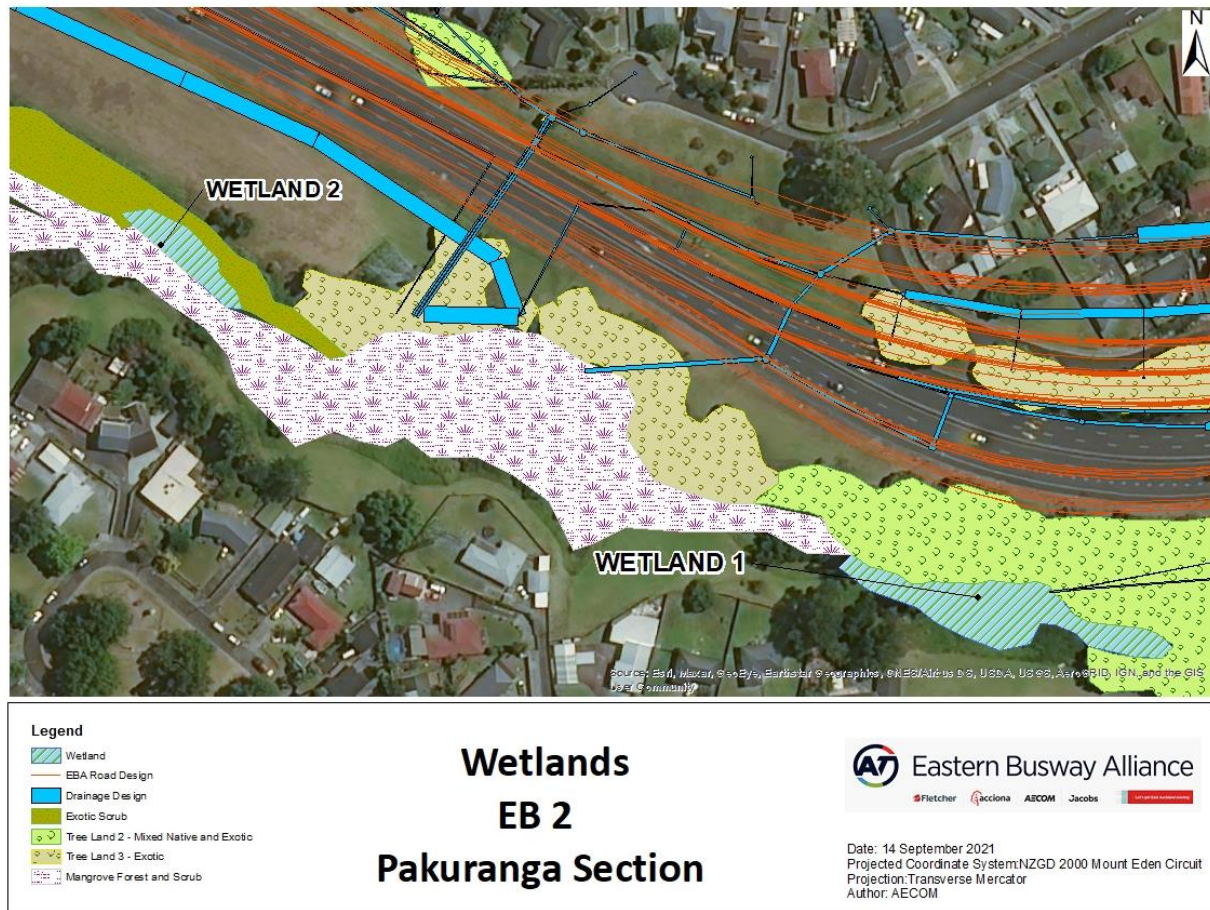 N
WETLAND 2
WETLAND 1
Source: Esri, Maxar, GeoEye, Earthstar Geographics, CNES/Airbus DS, USDA, USGS, AeroGRID, IGN, and the GIS
User Community
Legend
Wetland
EBA Road Design
Drainage Design
Exotic Scrub
Tree Land 2 - Mixed Native and Exotic
Tree Land 3 - Exotic
Mangrove Forest and Scrub
Wetlands
EB 2
Pakuranga Section
AT Eastern Busway Alliance
Fletcher acciona AECOM Jacobs
Date: 14 September 2021
Projected Coordinate System:NZGD 2000 Mount Eden Circuit
Projection:Transverse Mercator
Author: AECOM